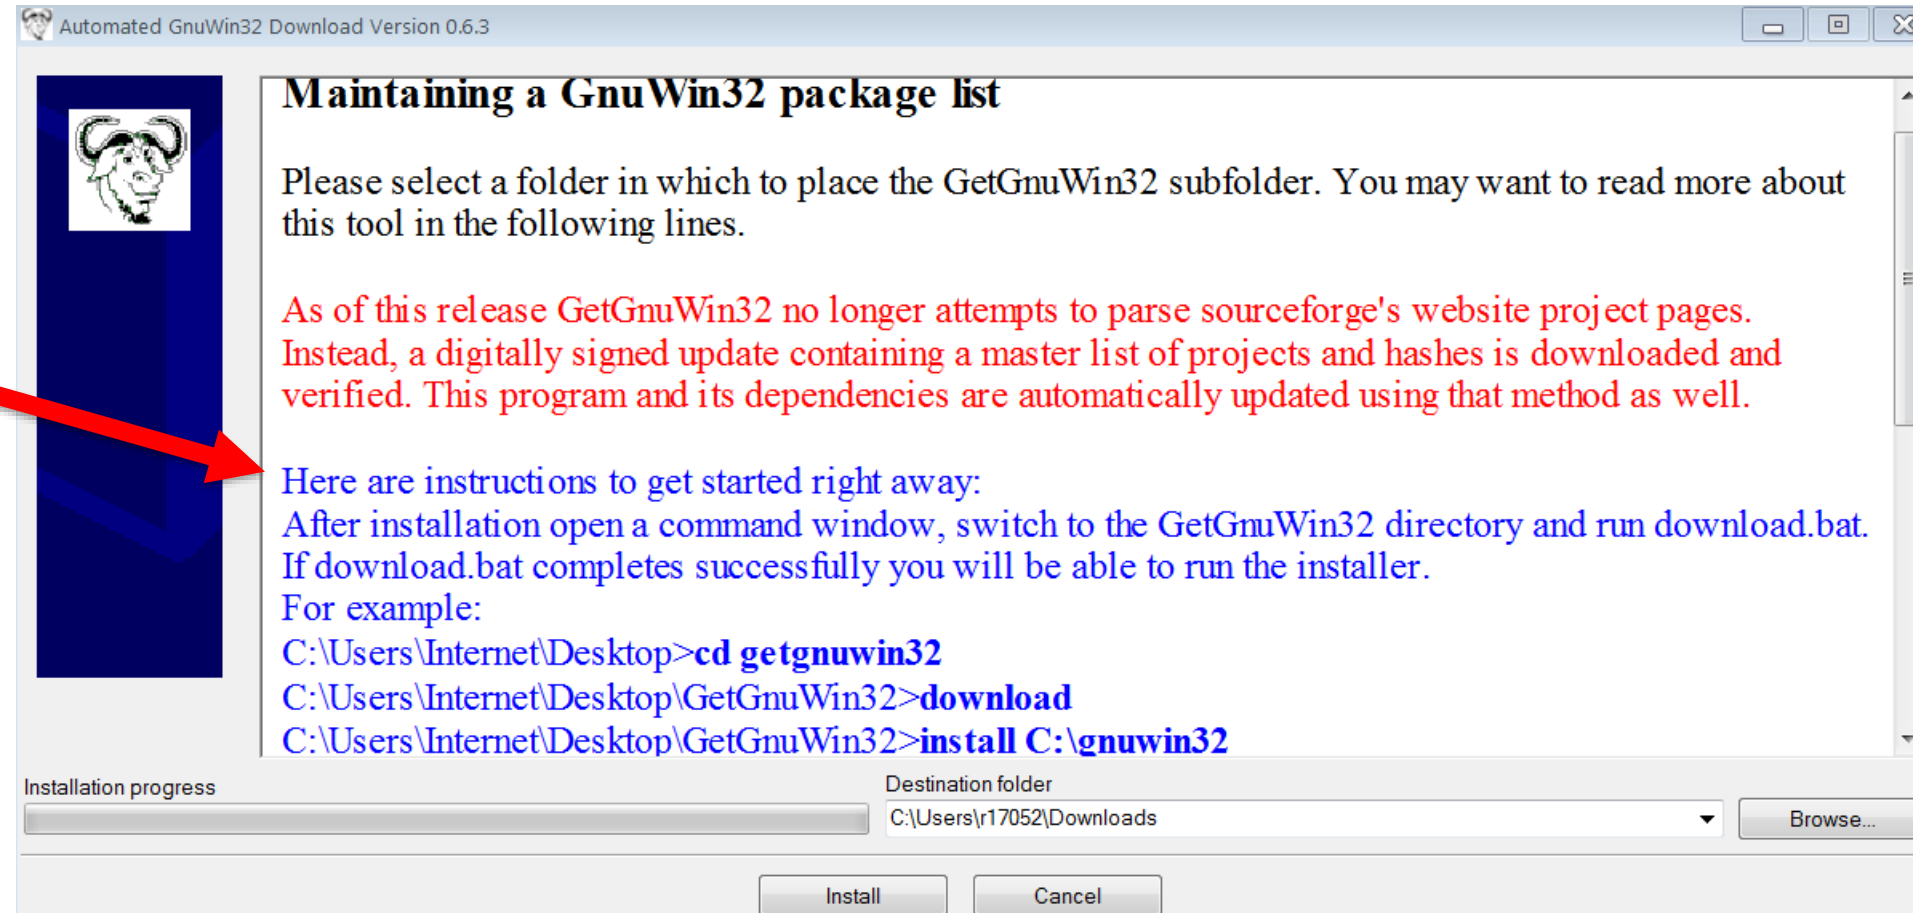 Automated GnuWin32 Download Version 0.6.3
Maintaining a GnuWin32 package list
Please select a folder in which to place the GetGnuWin32 subfolder. You may want to read more about
this tool in the following lines.
As of this release GetGnuWin32 no longer attempts to parse sourceforge's website project pages.
Instead, a digitally signed update containing a master list of projects and hashes is downloaded and
verified. This program and its dependencies are automatically updated using that method as well.
Here are instructions to get started right away:
After installation open a command window, switch to the GetGnuWin32 directory and run download.bat.
If download.bat completes successfully you will be able to run the installer.
For example:
C:\Users\Internet\Desktop>cd getgnuwin32
C:\Users\Internet\Desktop\GetGnuWin32>download
C:\Users\Internet\Desktop\GetGnuWin32>install C:\gnuwin32
Installation progress
Destination folder
C:\Users\r17052\Downloads
Browse...
Install
Cancel